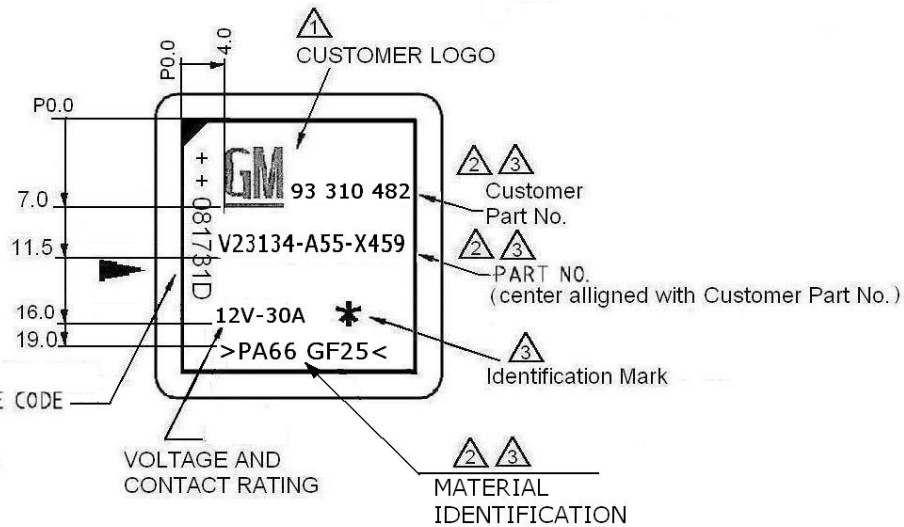 1
CUSTOMER LOGO
P0.0
4.0
P0.0
7.0
11.5
16.0
19.0
GM
93 310 482
+ + 081731D
V23134-A55-X459
12V-30A *
>PA66 GF25<
2 3
Customer
Part No.
2 3
PART NO.
(center alligned with Customer Part No.)
3
Identification Mark
E CODE
VOLTAGE AND
CONTACT RATING
2 3
MATERIAL
IDENTIFICATION